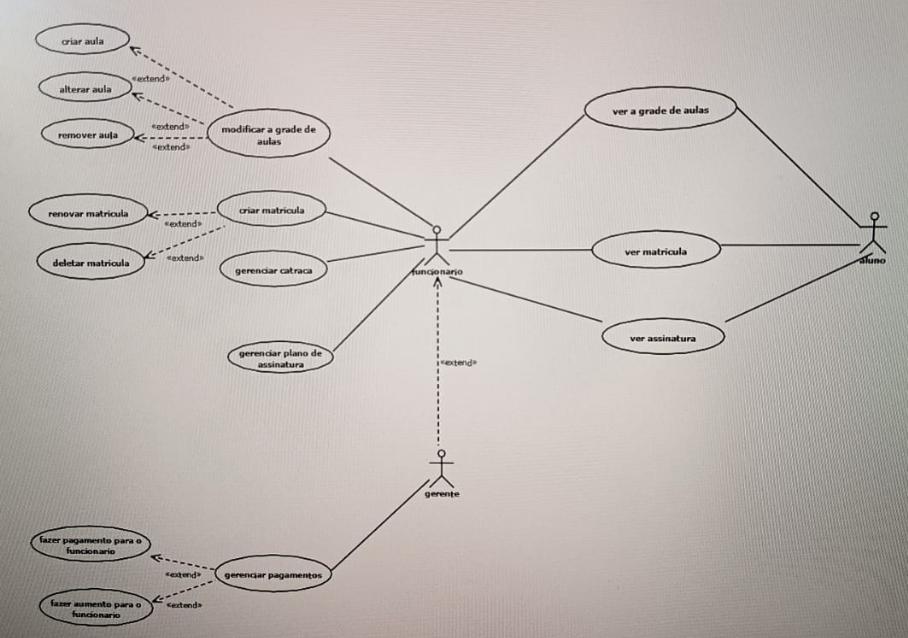 criar aula
«extend»
alterar aula
«extend»
remover aula
«extend»
modificar a grade de
aulas
ver a grade de aulas
renovar matricula
«extend»
criar matricula
deletar matricula
«extend»
gerenciar catraca
funcionario
ver matricula
aluno
gerenciar plano de
assinatura
ver assinatura
«extend»
gerente
fazer pagamento para o
funcionario
«extend»
gerenciar pagamentos
fazer aumento para o
funcionario
«extend»